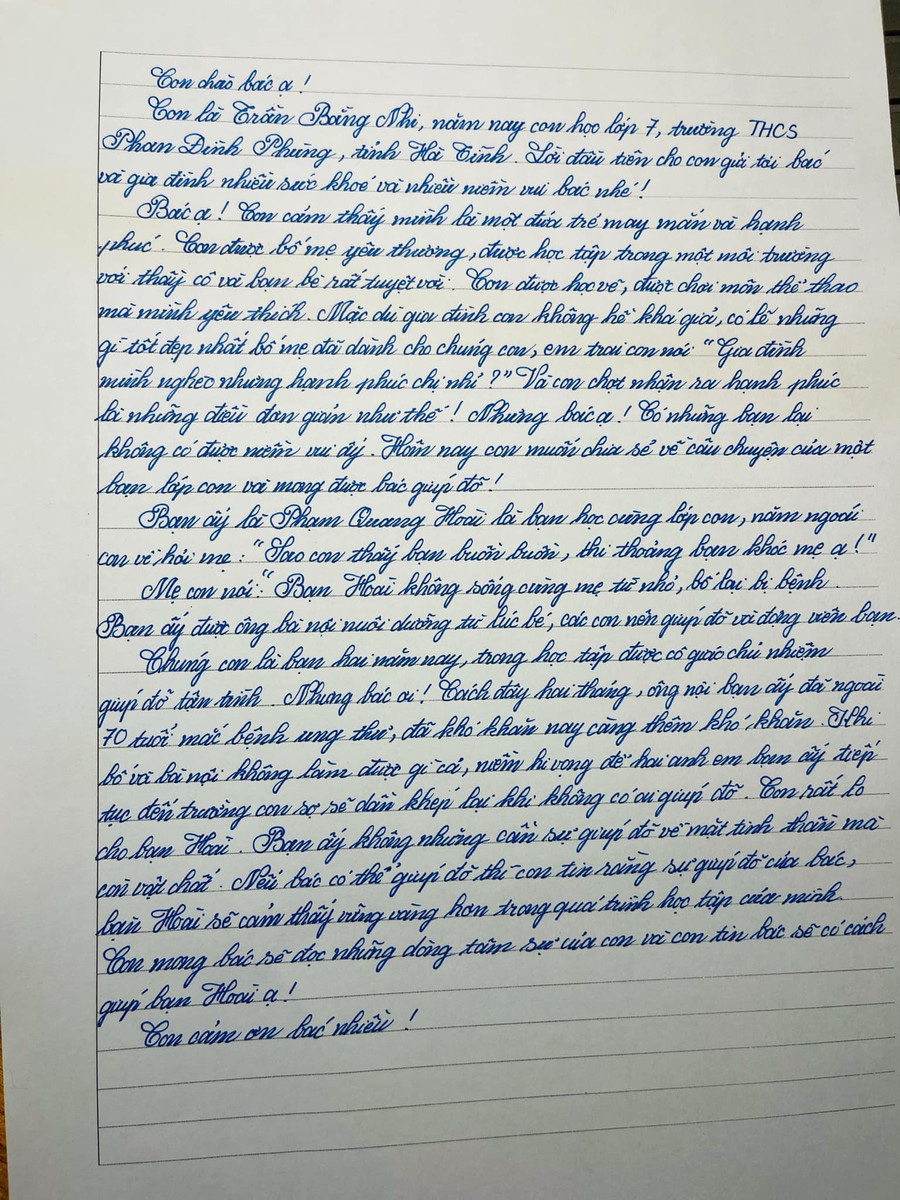 Con chào bác ạ!
Con là Trần Băng Nhi, năm nay con học lớp 7, trường THCS
Phan Đình Phùng, tỉnh Hà Tĩnh. Lời đầu tiên cho con gửi tới bác
và gia đình nhiều sức khoẻ và nhiều niềm vui bác nhé!
Bác ạ! Con cảm thấy mình là một đứa trẻ may mắn và hạnh
phúc. Con được bố mẹ yêu thương, được học tập trong một môi trường
với thầy cô và bạn bè rất tuyệt vời. Con được học vẽ, được chơi môn thể thao
mà mình yêu thích. Mặc dù gia đình con không hề khá giả, có lẽ những
gì tốt đẹp nhất bố mẹ đã dành cho chúng con, em trai con nói "Gia đình
mình nghèo nhưng hạnh phúc chị nhỉ?" Và con chợt nhận ra hạnh phúc
là những điều đơn giản như thế! Nhưng bác ạ! Có những bạn lại
không có được niềm vui ấy. Hôm nay con muốn chia sẻ về câu chuyện của một
bạn lớp con và mong được bác giúp đỡ!
Bạn ấy là Phạm Quang Hoài là bạn học cùng lớp con, năm ngoái
con về hỏi mẹ: "Sao con thấy bạn buồn buồn, thi thoảng bạn khóc mẹ ạ!"
Mẹ con nói: "Bạn Hoài không sống cùng mẹ từ nhỏ, bố lại bị bệnh.
Bạn ấy được ông bà nội nuôi dưỡng từ lúc bé, các con nên giúp đỡ và động viên bạn.
Chúng con là bạn hai năm nay, trong học tập được cô giáo chủ nhiệm
giúp đỡ tận tình. Nhưng bác ơi! Cách đây hai tháng, ông nội bạn ấy đã ngoài
70 tuổi mắc bệnh ung thư, đã khó khăn nay càng thêm khó khăn. Khi
bố và bà nội không làm được gì cả, niềm hi vọng để hai anh em bạn ấy tiếp
tục đến trường con sợ sẽ dần khép lại khi không có ai giúp đỡ. Con rất lo
cho bạn Hoài. Bạn ấy không những cần sự giúp đỡ về mặt tinh thần mà
còn vật chất. Nếu bác có thể giúp đỡ thì con tin rằng sự giúp đỡ của bác,
bạn Hoài sẽ cảm thấy vững vàng hơn trong quá trình học tập của mình.
Con mong bác sẽ đọc những dòng tâm sự của con và con tin bác sẽ có cách
giúp bạn Hoài ạ!
Con cảm ơn bác nhiều!